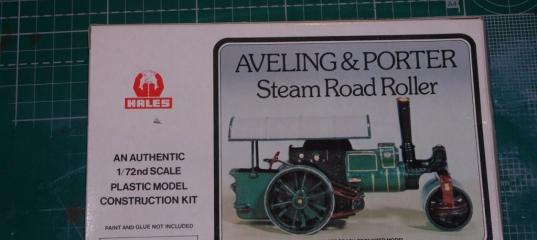 AVELING & PORTER
Steam Road Roller
HALES
AN AUTHENTIC
1/72nd SCALE
PLASTIC MODEL
CONSTRUCTION KIT
PAINT AND GLUE NOT INCLUDED